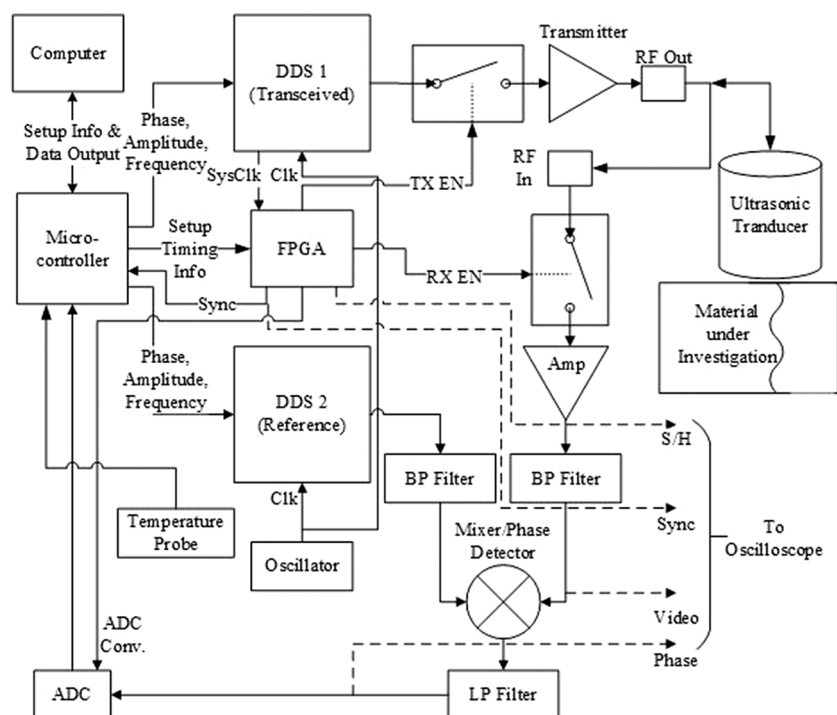 Computer
Setup Info &
Data Output
Phase,
Amplitude,
Frequency
DDS 1
(Transceived)
Transmitter
RF Out
RF
In
Ultrasonic
Tranducer
SysClk
Clk
TX EN
Micro-
controller
Setup
Timing
Info
FPGA
RX EN
Sync
Material
under
Investigation
Phase,
Amplitude,
Frequency
DDS 2
(Reference)
Amp
S/H
BP Filter
BP Filter
Clk
Temperature
Probe
Oscillator
Mixer/Phase
Detector
Sync
To
Oscilloscope
Video
Phase
ADC
Conv.
ADC
LP Filter